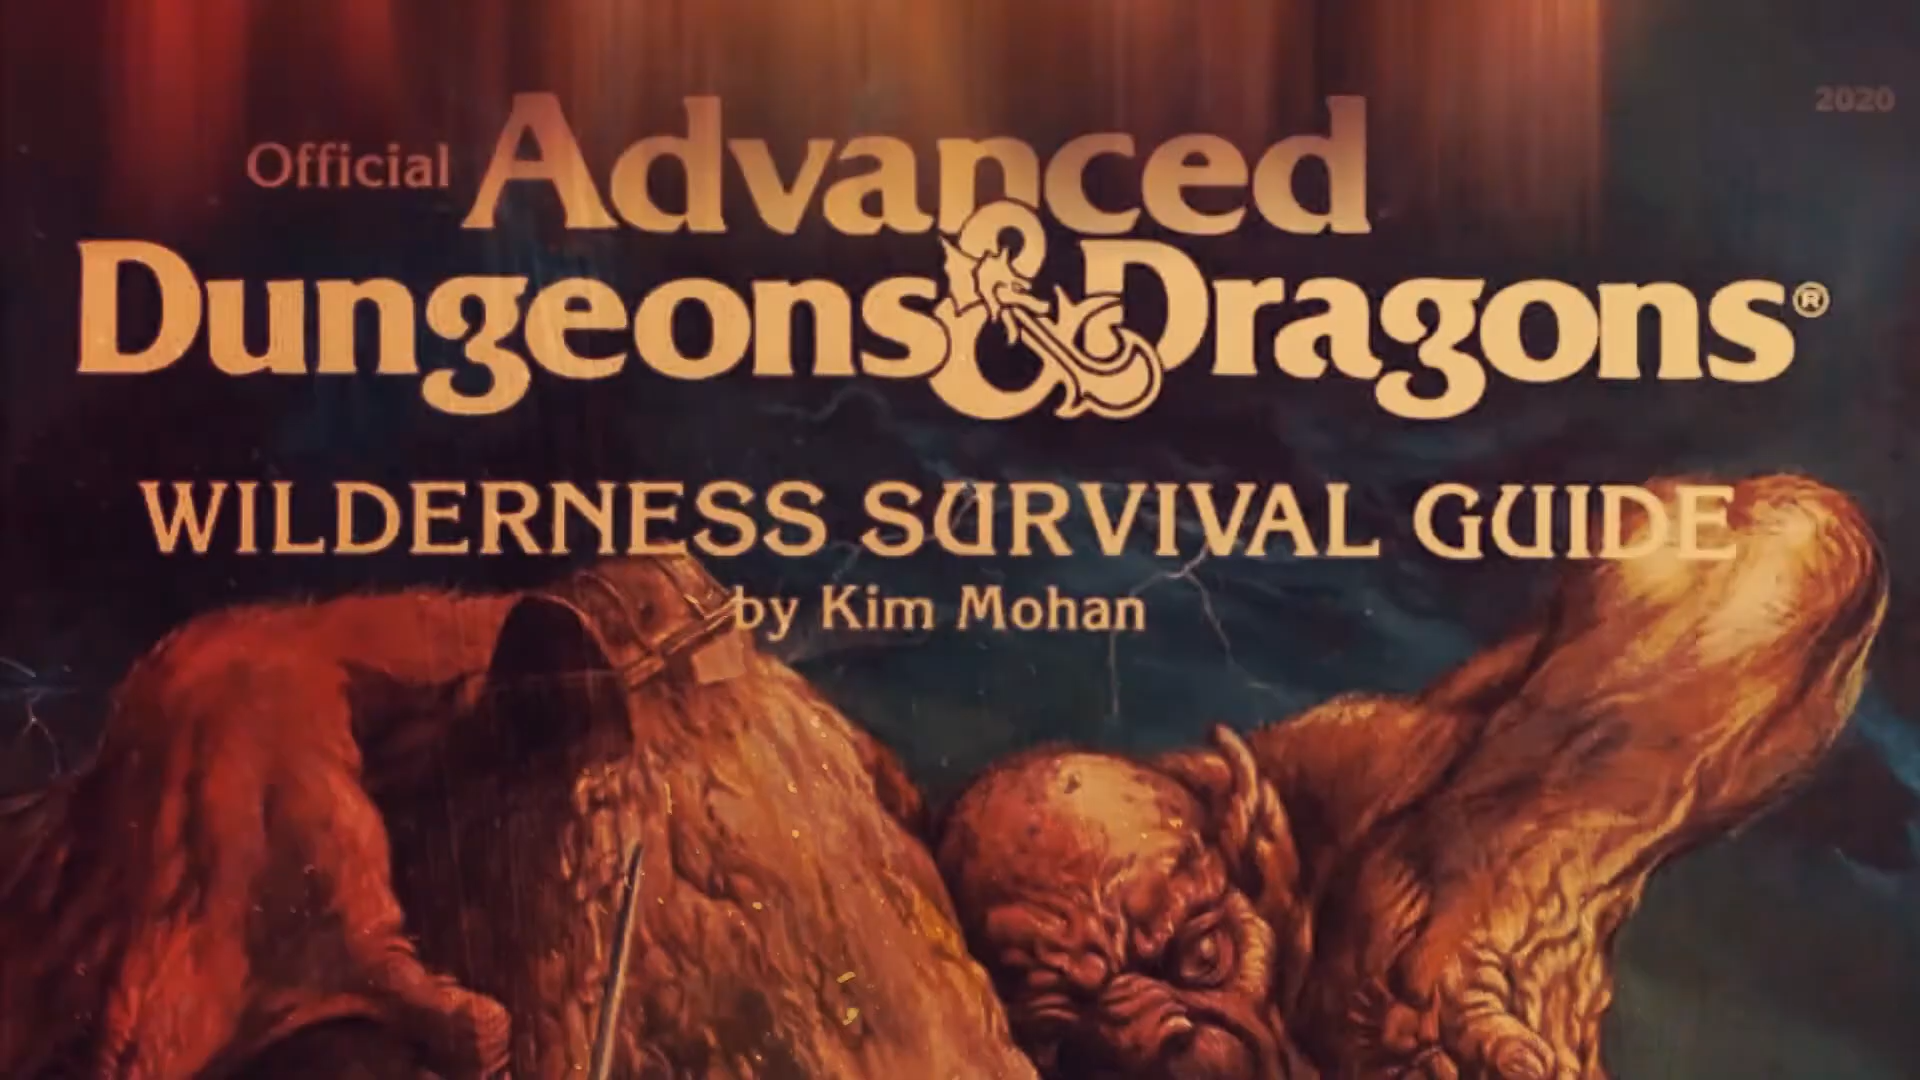 2020
Official Advanced
Dungeons & Dragons®
WILDERNESS SURVIVAL GUIDE
by Kim Mohan